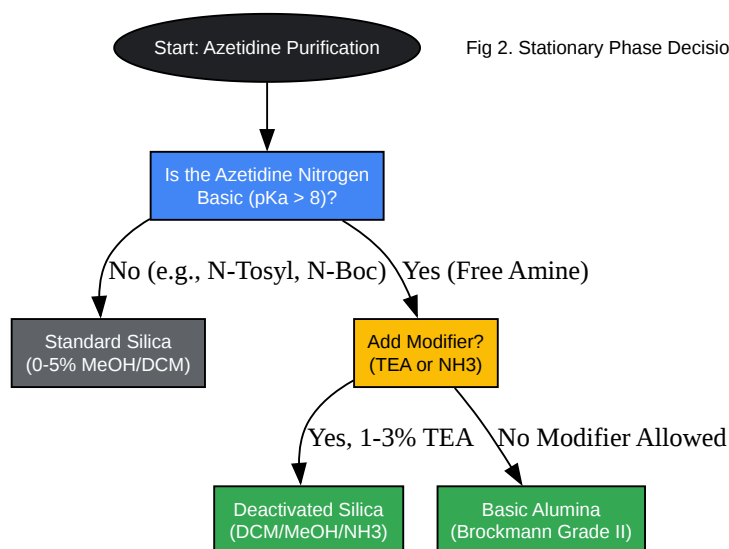 Start: Azetidine Purification
Fig 2. Stationary Phase Decisio
Is the Azetidine Nitrogen
Basic (pKa > 8)?
No (e.g., N-Tosyl, N-Boc)
Yes (Free Amine)
Standard Silica
(0-5% MeOH/DCM)
Add Modifier?
(TEA or NH3)
Yes, 1-3% TEA
No Modifier Allowed
Deactivated Silica
(DCM/MeOH/NH3)
Basic Alumina
(Brockmann Grade II)